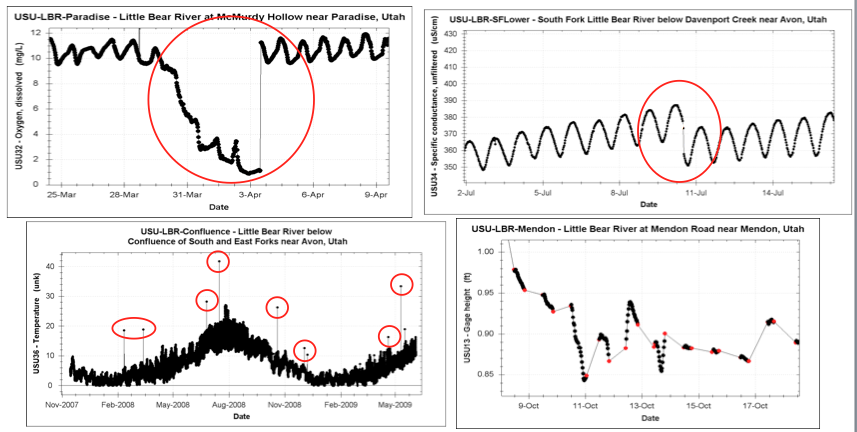 USU-LBR-Paradise - Little Bear River at McMurdy Hollow near Paradise, Utah
USU32 - Oxygen, dissolved (mg/L)
12
10
8
6
4
2
0
25-Mar 28-Mar 31-Mar 3-Apr 6-Apr 9-Apr
Date
USU-LBR-SFLower - South Fork Little Bear River below Davenport Creek near Avon, Utah
USU34 - Specific conductance, unfiltered (uS/cm)
430
410
390
370
350
2-Jul 5-Jul 8-Jul 11-Jul 14-Jul
Date
USU-LBR-Confluence - Little Bear River below
Confluence of South and East Forks near Avon, Utah
USU36 - Temperature (unk)
40
30
20
10
0
Nov-2007 Feb-2008 May-2008 Aug-2008 Nov-2008 Feb-2009 May-2009
Date
USU-LBR-Mendon - Little Bear River at Mendon Road near Mendon, Utah
USU13 - Gage height (ft)
1.00
0.95
0.90
0.85
9-Oct 11-Oct 13-Oct 15-Oct 17-Oct
Date